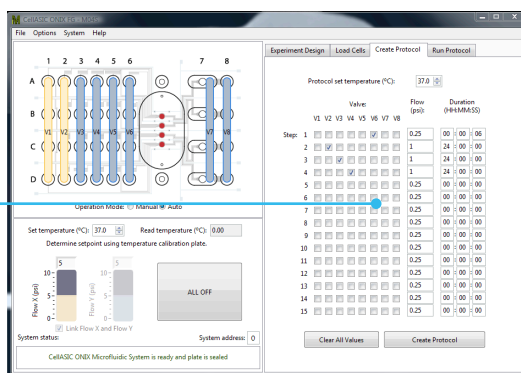 CellASIC ONIX FG -
File Options System Help
1 2 3 4 5 6 7 8
A
B
V1 V2 V3 V4 V5 V6 V7 V8
C
D
Operation Mode: Manual Auto
Set temperature (ºC): 37.0 Read temperature (ºC): 0.00
Determine setpoint using temperature calibration plate.
5 5
10- 10-
5- 5-
0- 0-
Flow X (psi) Flow Y (psi)
ALL OFF
Link Flow X and Flow Y
System status: System address: 0
CellASIC ONIX Microfluidic System is ready and plate is sealed
Experiment Design Load Cells Create Protocol Run Protocol
Protocol set temperature (ºC): 37.0
Valve: Flow (psi): Duration (HH:MM:SS)
V1 V2 V3 V4 V5 V6 V7 V8
Step: 1 0.25 00 : 00 : 06
2 1 24 : 00 : 00
3 1 24 : 00 : 00
4 1 24 : 00 : 00
5 0.25 00 : 00 : 00
6 0.25 00 : 00 : 00
7 0.25 00 : 00 : 00
8 0.25 00 : 00 : 00
9 0.25 00 : 00 : 00
10 0.25 00 : 00 : 00
11 0.25 00 : 00 : 00
12 0.25 00 : 00 : 00
13 0.25 00 : 00 : 00
14 0.25 00 : 00 : 00
15 0.25 00 : 00 : 00
Clear All Values Create Protocol